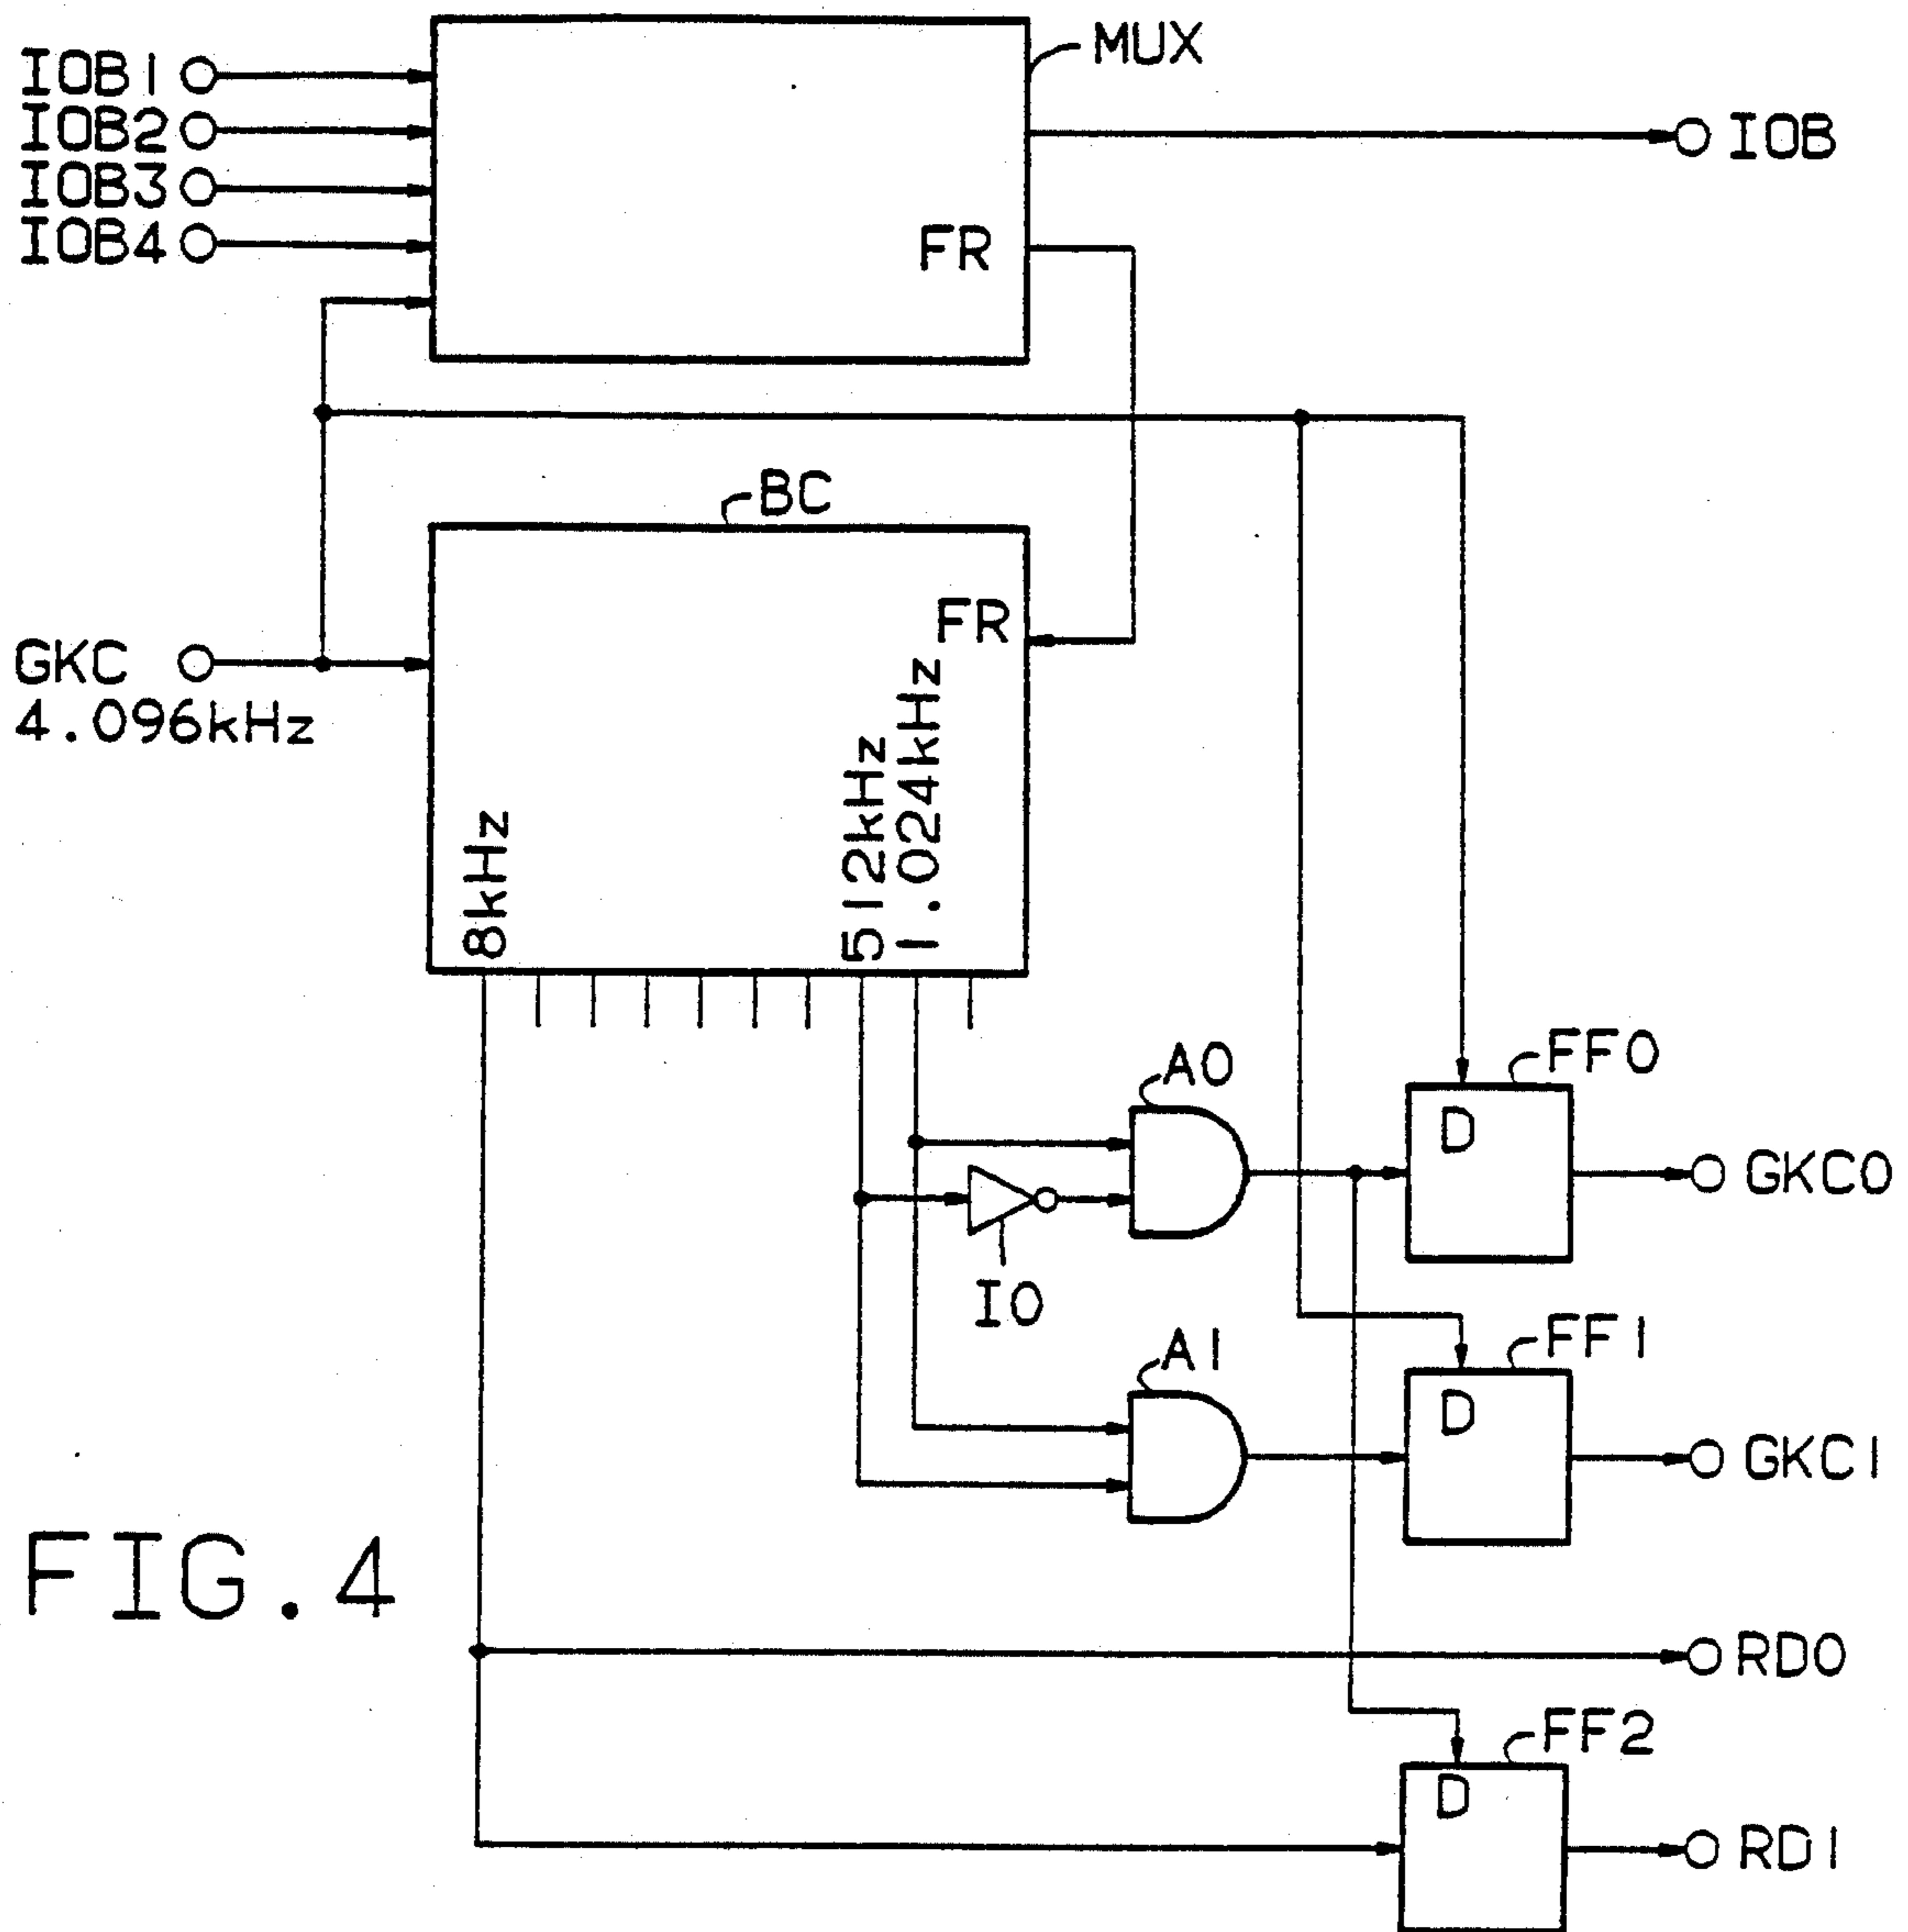 MUX
IOB1
IOB2
IOB3
IOB4
IOB
FR
BC
FR
GKC
4.096kHz
8kHz
512kHz
1.024kHz
A0
FF0
D
GKC0
I0
A1
FF1
D
GKC1
FIG.4
RD0
FF2
D
RD1